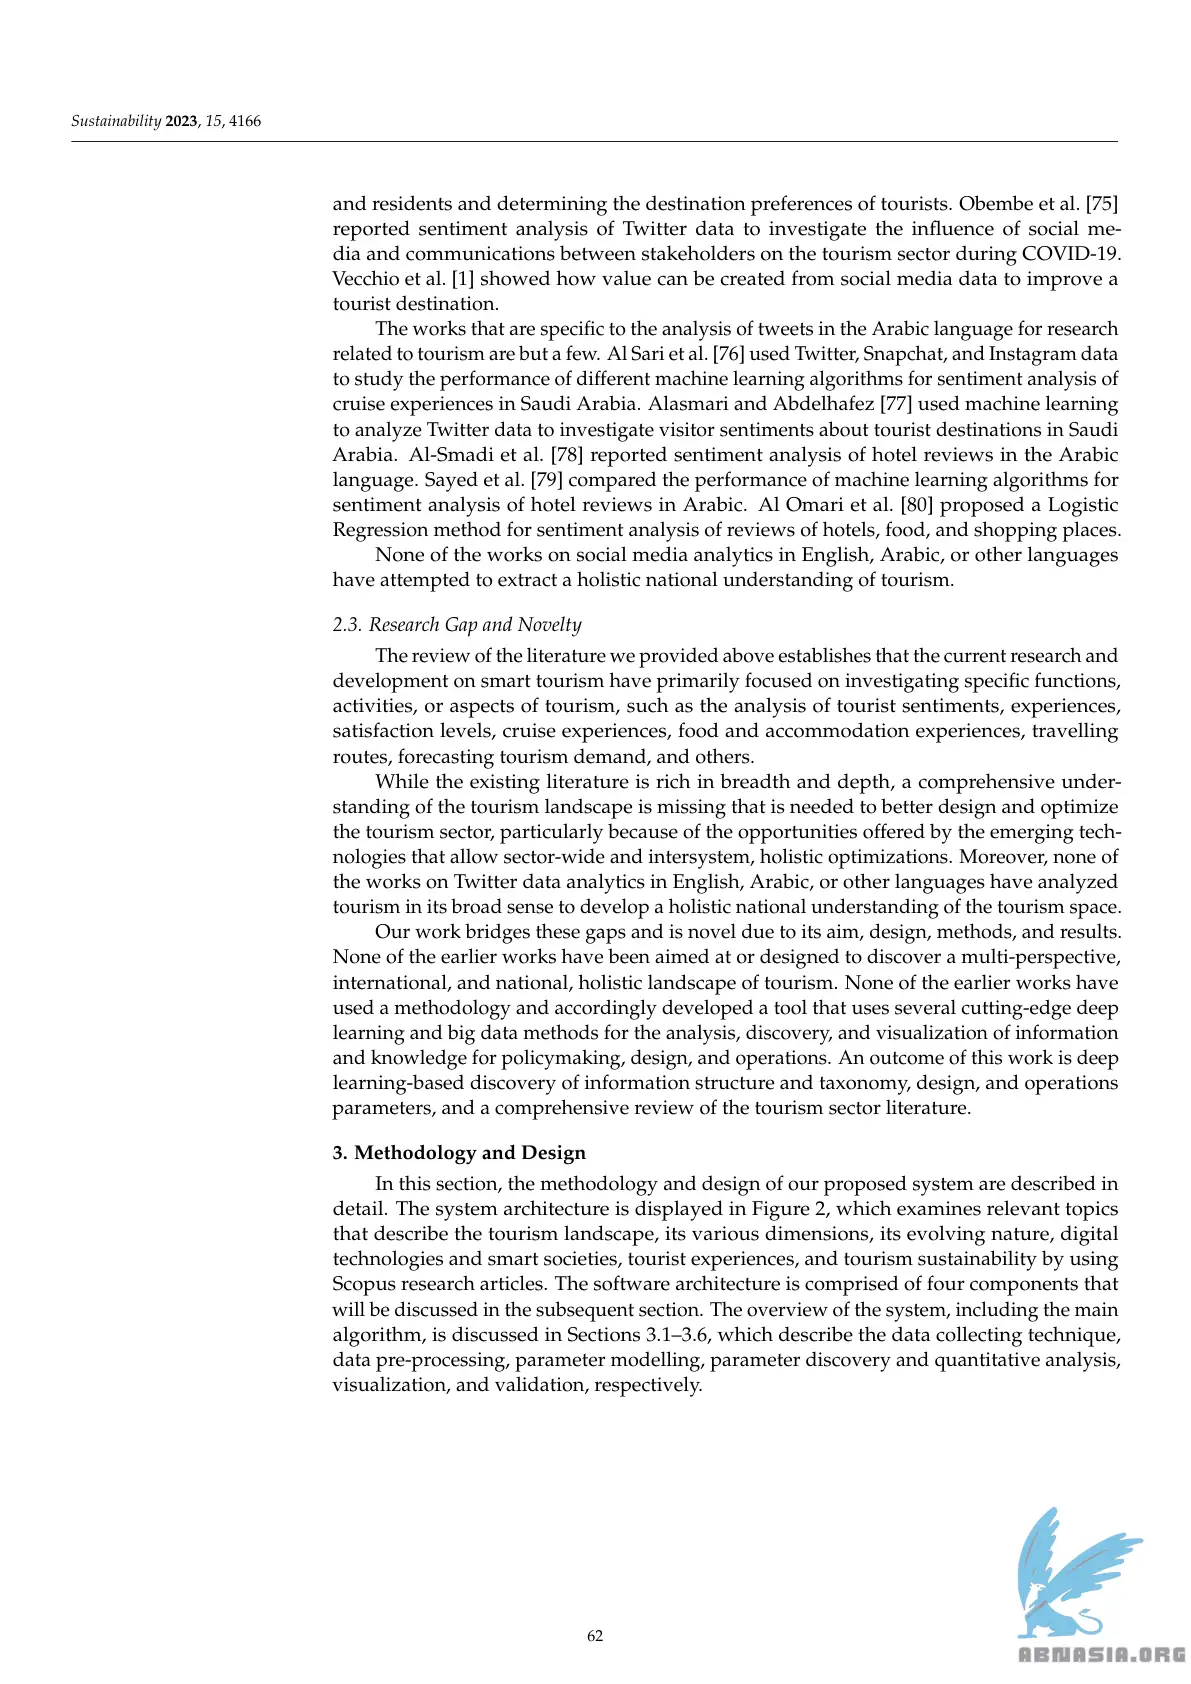 Sustainability 2023, 15, 4166
and residents and determining the destination preferences of tourists. Obembe et al. [75]
reported sentiment analysis of Twitter data to investigate the influence of social me-
dia and communications between stakeholders on the tourism sector during COVID-19.
Vecchio et al. [1] showed how value can be created from social media data to improve a
tourist destination.
The works that are specific to the analysis of tweets in the Arabic language for research
related to tourism are but a few. Al Sari et al. [76] used Twitter, Snapchat, and Instagram data
to study the performance of different machine learning algorithms for sentiment analysis of
cruise experiences in Saudi Arabia. Alasmari and Abdelhafez [77] used machine learning
to analyze Twitter data to investigate visitor sentiments about tourist destinations in Saudi
Arabia. Al-Smadi et al. [78] reported sentiment analysis of hotel reviews in the Arabic
language. Sayed et al. [79] compared the performance of machine learning algorithms for
sentiment analysis of hotel reviews in Arabic. Al Omari et al. [80] proposed a Logistic
Regression method for sentiment analysis of reviews of hotels, food, and shopping places.
None of the works on social media analytics in English, Arabic, or other languages
have attempted to extract a holistic national understanding of tourism.
2.3. Research Gap and Novelty
The review of the literature we provided above establishes that the current research and
development on smart tourism have primarily focused on investigating specific functions,
activities, or aspects of tourism, such as the analysis of tourist sentiments, experiences,
satisfaction levels, cruise experiences, food and accommodation experiences, travelling
routes, forecasting tourism demand, and others.
While the existing literature is rich in breadth and depth, a comprehensive under-
standing of the tourism landscape is missing that is needed to better design and optimize
the tourism sector, particularly because of the opportunities offered by the emerging tech-
nologies that allow sector-wide and intersystem, holistic optimizations. Moreover, none of
the works on Twitter data analytics in English, Arabic, or other languages have analyzed
tourism in its broad sense to develop a holistic national understanding of the tourism space.
Our work bridges these gaps and is novel due to its aim, design, methods, and results.
None of the earlier works have been aimed at or designed to discover a multi-perspective,
international, and national, holistic landscape of tourism. None of the earlier works have
used a methodology and accordingly developed a tool that uses several cutting-edge deep
learning and big data methods for the analysis, discovery, and visualization of information
and knowledge for policymaking, design, and operations. An outcome of this work is deep
learning-based discovery of information structure and taxonomy, design, and operations
parameters, and a comprehensive review of the tourism sector literature.
3. Methodology and Design
In this section, the methodology and design of our proposed system are described in
detail. The system architecture is displayed in Figure 2, which examines relevant topics
that describe the tourism landscape, its various dimensions, its evolving nature, digital
technologies and smart societies, tourist experiences, and tourism sustainability by using
Scopus research articles. The software architecture is comprised of four components that
will be discussed in the subsequent section. The overview of the system, including the main
algorithm, is discussed in Sections 3.1–3.6, which describe the data collecting technique,
data pre-processing, parameter modelling, parameter discovery and quantitative analysis,
visualization, and validation, respectively.
62
ABNASIA.ORG